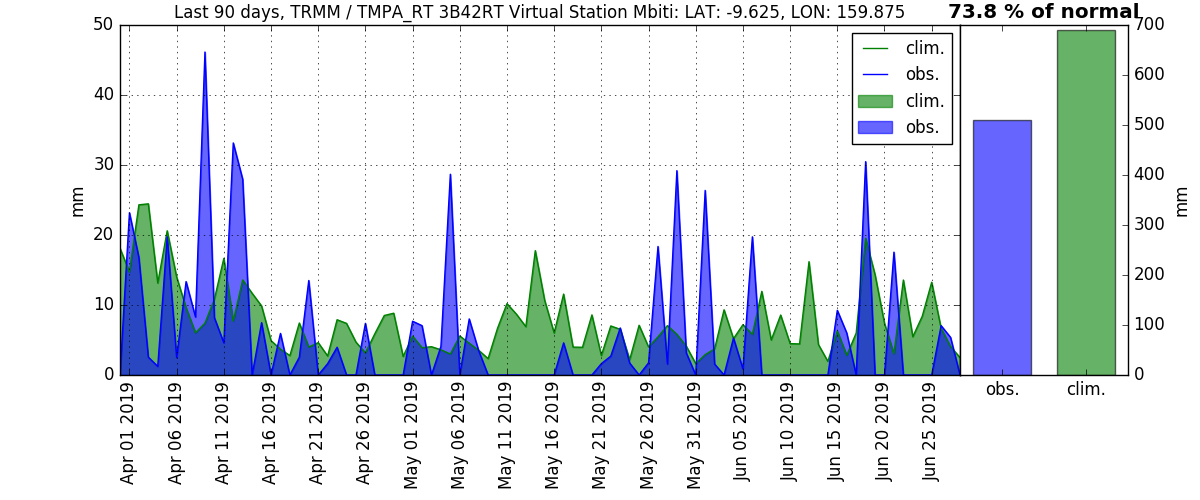 Last 90 days, TRMM / TMPA_RT 3B42RT Virtual Station Mbiti: LAT: -9.625, LON: 159.875
73.8 % of normal
50
40
30
20
10
0
mm
clim.
obs.
clim.
obs.
700
600
500
400
300
200
100
0
mm
Apr 01 2019
Apr 06 2019
Apr 11 2019
Apr 16 2019
Apr 21 2019
Apr 26 2019
May 01 2019
May 06 2019
May 11 2019
May 16 2019
May 21 2019
May 26 2019
May 31 2019
Jun 05 2019
Jun 10 2019
Jun 15 2019
Jun 20 2019
Jun 25 2019
obs.
clim.